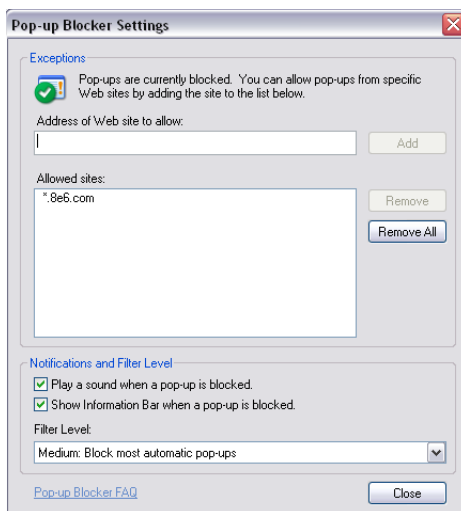 Pop-up Blocker Settings
Exceptions
Pop-ups are currently blocked. You can allow pop-ups from specific
Web sites by adding the site to the list below.
Address of Web site to allow:
Add
Allowed sites:
*.8e6.com
Remove
Remove All
Notifications and Filter Level
Play a sound when a pop-up is blocked.
Show Information Bar when a pop-up is blocked.
Filter Level:
Medium: Block most automatic pop-ups
Pop-up Blocker FAQ
Close